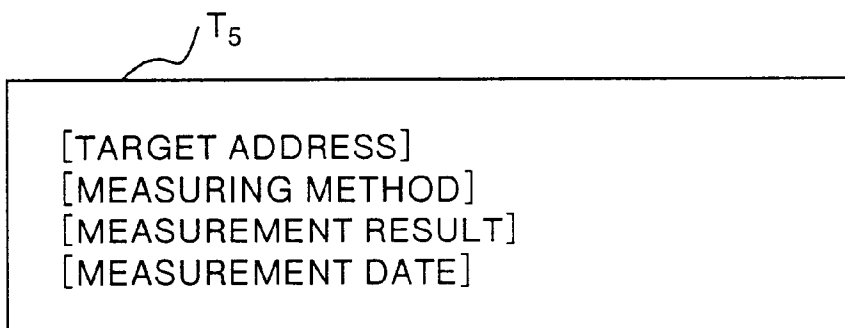 T5
[TARGET ADDRESS]
[MEASURING METHOD]
[MEASUREMENT RESULT]
[MEASUREMENT DATE]